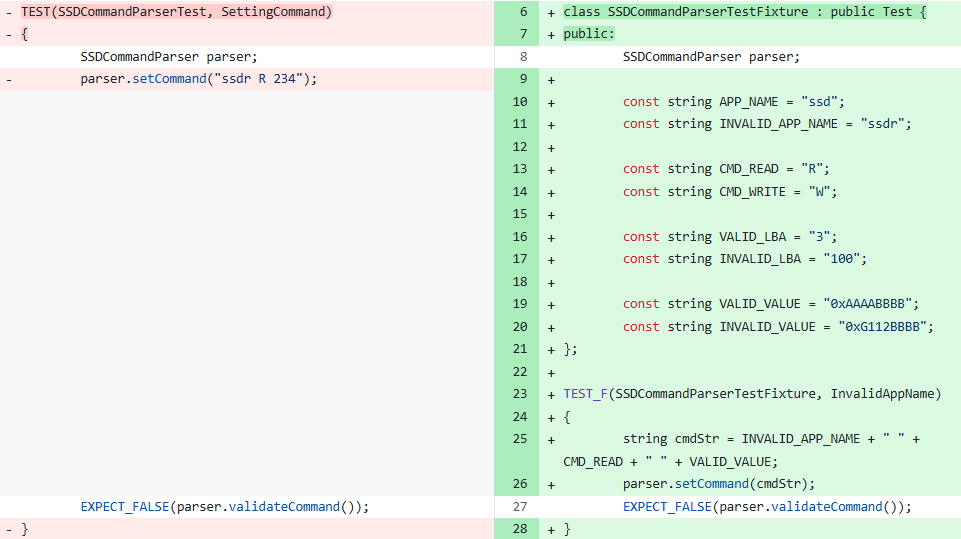 - TEST(SSDCommandParserTest, SettingCommand)
- {
SSDCommandParser parser;
- parser.setCommand("ssdr R 234");
EXPECT_FALSE(parser.validateCommand());
- }
6 + class SSDCommandParserTestFixture : public Test {
7 + public:
8 SSDCommandParser parser;
9 +
10 + const string APP_NAME = "ssd";
11 + const string INVALID_APP_NAME = "ssdr";
12 +
13 + const string CMD_READ = "R";
14 + const string CMD_WRITE = "W";
15 +
16 + const string VALID_LBA = "3";
17 + const string INVALID_LBA = "100";
18 +
19 + const string VALID_VALUE = "0xAAAABBBB";
20 + const string INVALID_VALUE = "0xG112BBBB";
21 + };
22 +
23 + TEST_F(SSDCommandParserTestFixture, InvalidAppName)
24 + {
25 + string cmdStr = INVALID_APP_NAME + " " +
CMD_READ + " " + VALID_VALUE;
26 + parser.setCommand(cmdStr);
27 EXPECT_FALSE(parser.validateCommand());
28 + }